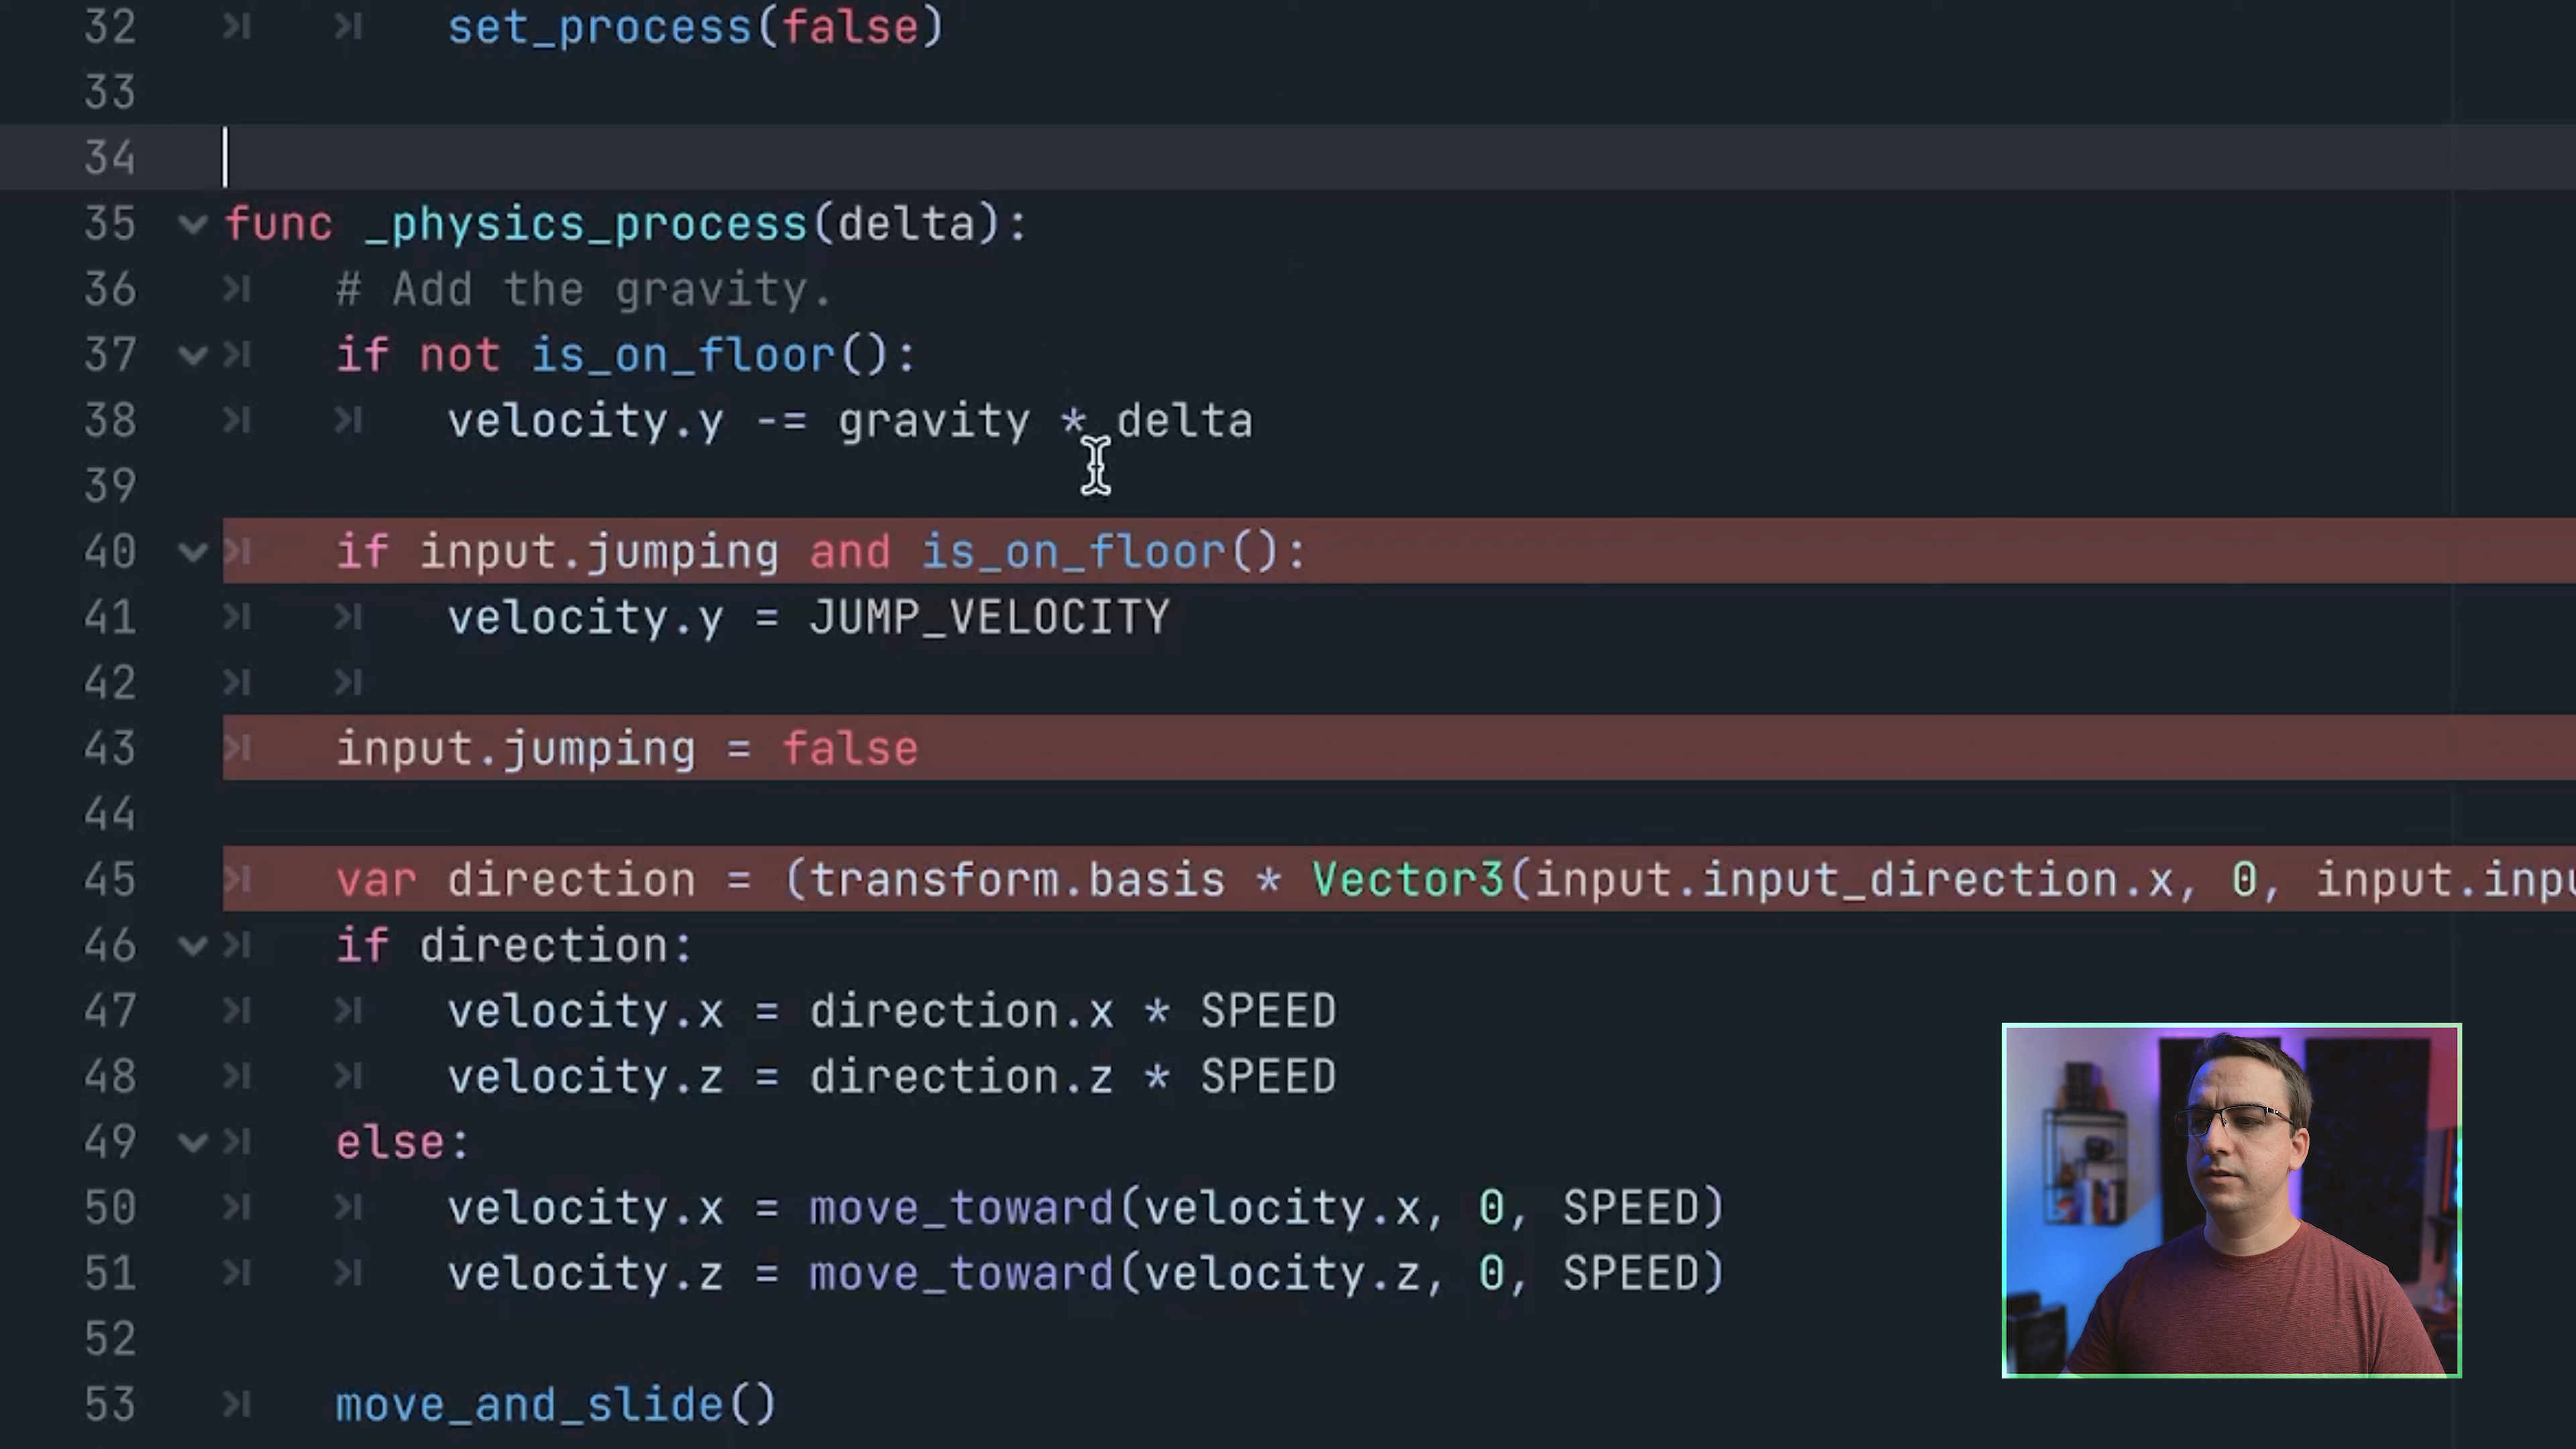 32 set_process(false)
33
34
35 func _physics_process(delta):
36 # Add the gravity.
37 if not is_on_floor():
38 velocity.y -= gravity * delta
39
40 if input.jumping and is_on_floor():
41 velocity.y = JUMP_VELOCITY
42
43 input.jumping = false
44
45 var direction = (transform.basis * Vector3(input.input_direction.x, 0, input.inpu
46 if direction:
47 velocity.x = direction.x * SPEED
48 velocity.z = direction.z * SPEED
49 else:
50 velocity.x = move_toward(velocity.x, 0, SPEED)
51 velocity.z = move_toward(velocity.z, 0, SPEED)
52
53 move_and_slide()